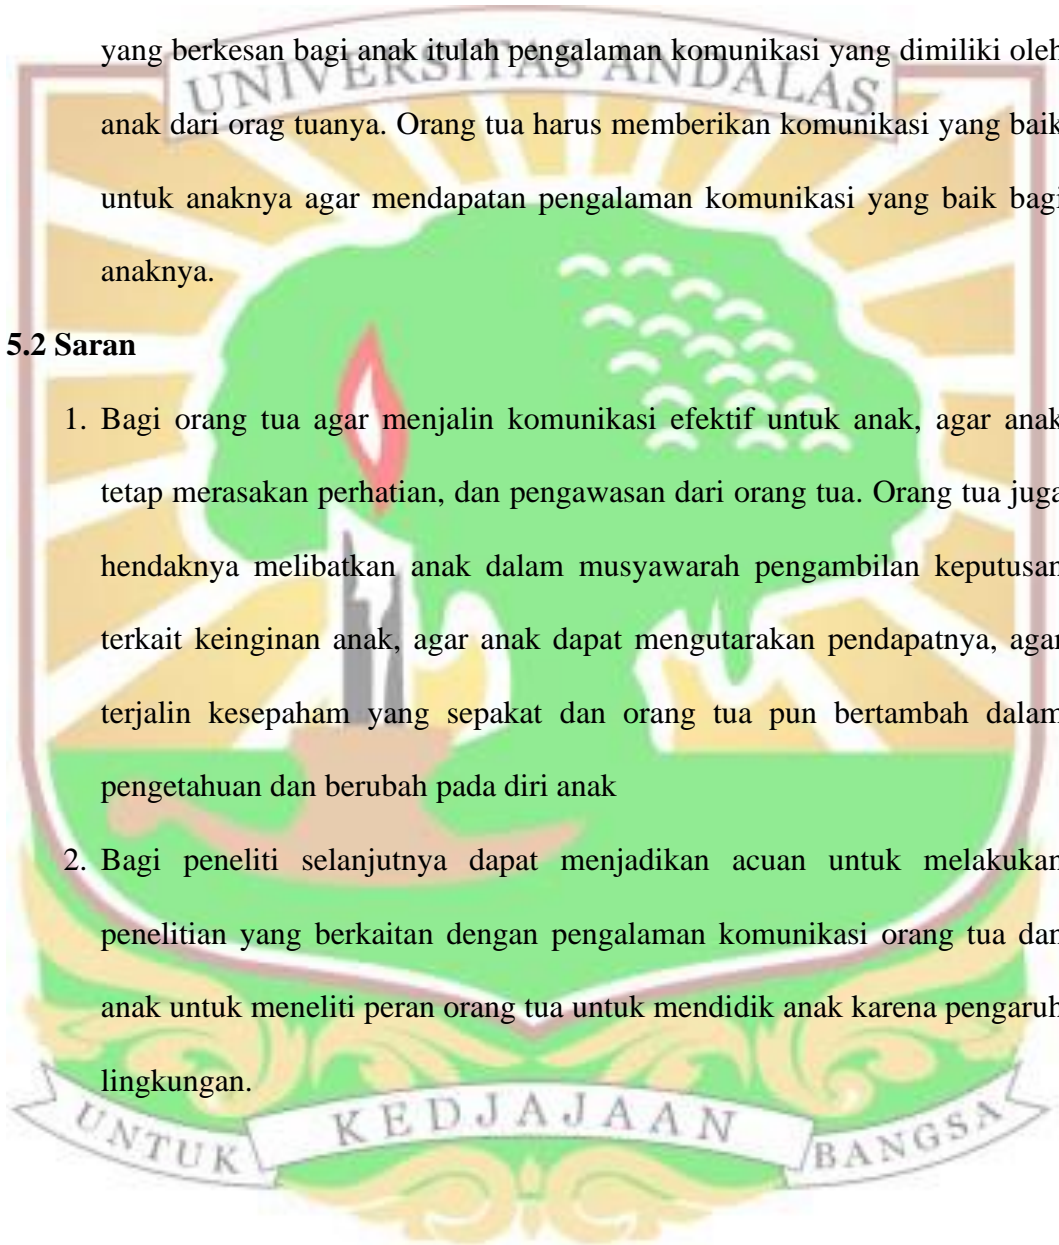 yang berkesan bagi anak itulah pengalaman komunikasi yang dimiliki oleh
UNIVERSITAS ANDALAS
anak dari orag tuanya. Orang tua harus memberikan komunikasi yang baik
untuk anaknya agar mendapatan pengalaman komunikasi yang baik bagi
anaknya.
5.2 Saran
1. Bagi orang tua agar menjalin komunikasi efektif untuk anak, agar anak
tetap merasakan perhatian, dan pengawasan dari orang tua. Orang tua juga
hendaknya melibatkan anak dalam musyawarah pengambilan keputusan
terkait keinginan anak, agar anak dapat mengutarakan pendapatnya, agar
terjalin kesepaham yang sepakat dan orang tua pun bertambah dalam
pengetahuan dan berubah pada diri anak
2. Bagi peneliti selanjutnya dapat menjadikan acuan untuk melakukan
penelitian yang berkaitan dengan pengalaman komunikasi orang tua dan
anak untuk meneliti peran orang tua untuk mendidik anak karena pengaruh
lingkungan.
UNTUK KEDJAJAAN BANGSA